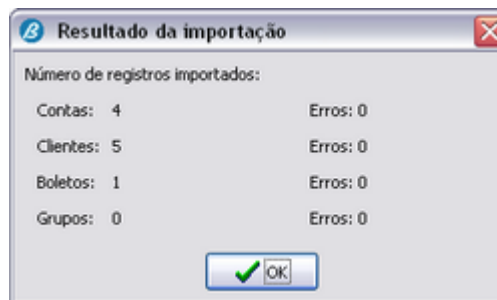 Resultado da importação
Número de registros importados:
Contas: 4 Erros: 0
Clientes: 5 Erros: 0
Boletos: 1 Erros: 0
Grupos: 0 Erros: 0
OK